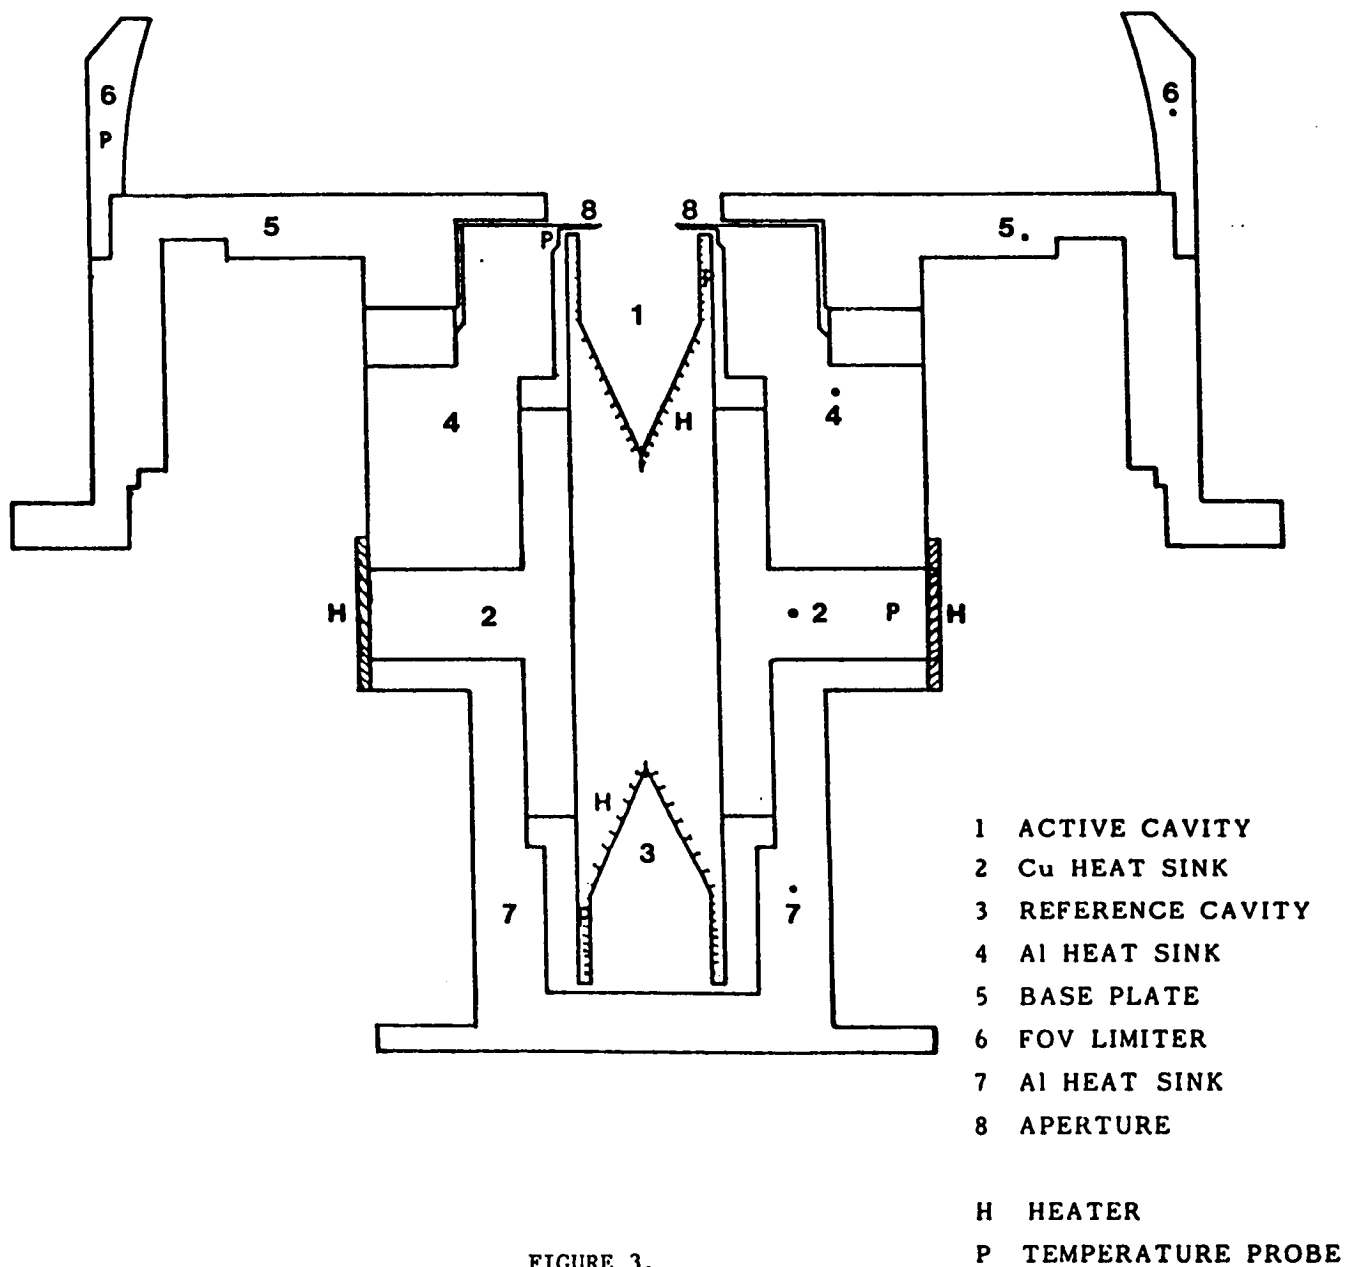 6 6
P
8 8
5 5
P
1
4 H 4
H 2 2 P H
H
3
7 7
1 ACTIVE CAVITY
2 Cu HEAT SINK
3 REFERENCE CAVITY
4 Al HEAT SINK
5 BASE PLATE
6 FOV LIMITER
7 Al HEAT SINK
8 APERTURE
H HEATER
P TEMPERATURE PROBE
FIGURE 3.